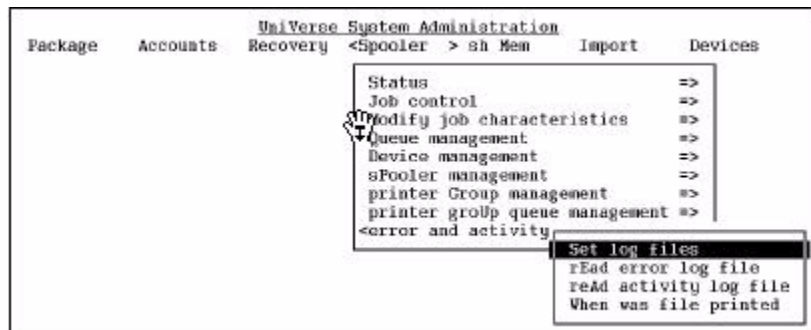 UniVerse System Administration
Package Accounts Recovery <Spooler > sh Mem Import Devices
Status =>
Job control =>
Modify job characteristics =>
Queue management =>
Device management =>
sPooler management =>
printer Group management =>
printer groUp queue management =>
<error and activity
Set log files
rEad error log file
reAd activity log file
When was file printed